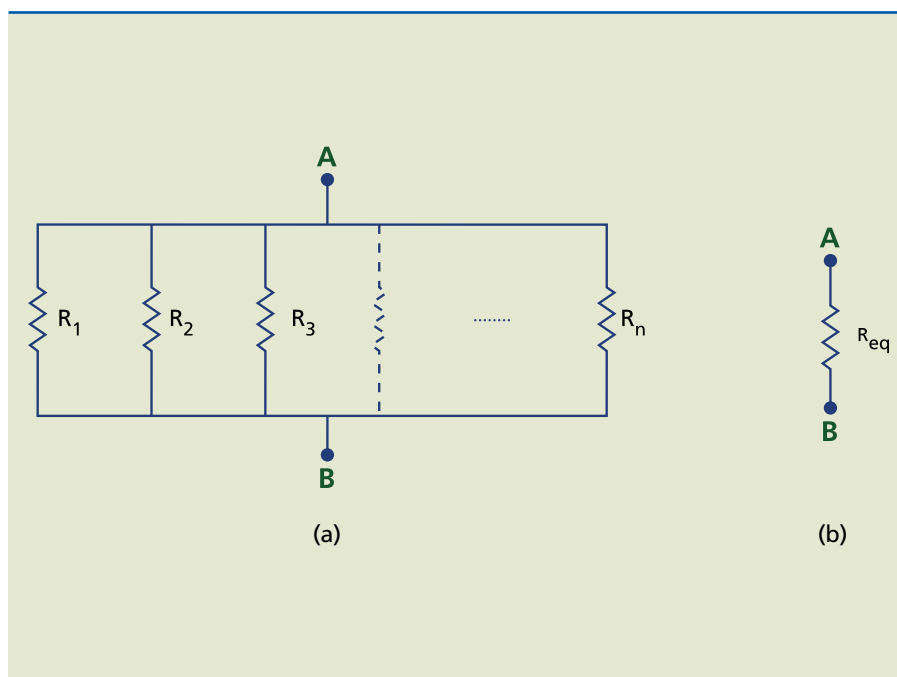 A
A
R1 R2 R3 ........ Rn
Req
B
B
(a) (b)